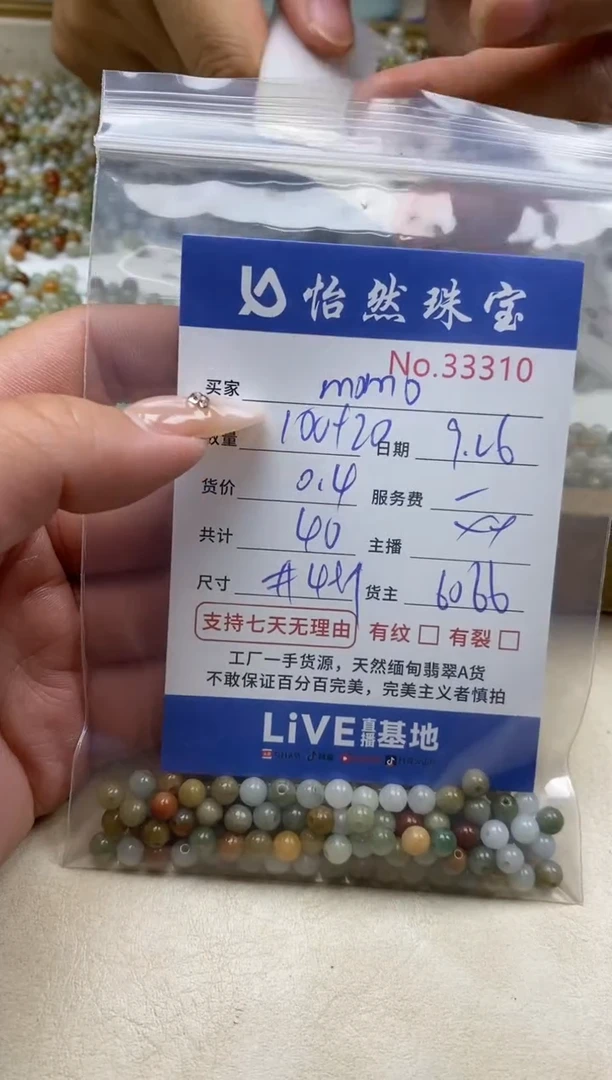 怡然珠宝
No.33310
买家 momo
数量 100+20 日期 9.26
货价 0.4 服务费 —
共计 40 主播
尺寸 货主 6066
支持七天无理由 有纹 □ 有裂 □
工厂一手货源，天然缅甸翡翠A货
不敢保证百分百完美，完美主义者慎拍
LiVE直播基地